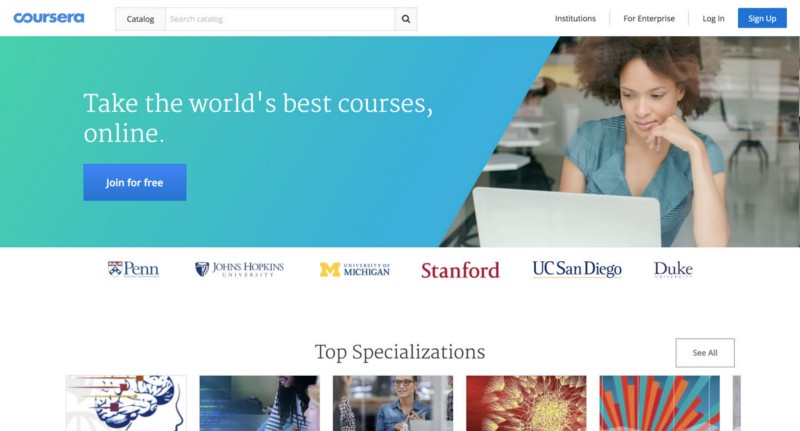 coursera
Catalog
Search catalog
Institutions
For Enterprise
Log In
Sign Up
Take the world's best courses,
online.
Join for free
Penn
JOHNS HOPKINS
UNIVERSITY
M
UNIVERSITY OF
MICHIGAN
Stanford
UC San Diego
Duke
UNIVERSITY
Top Specializations
See All